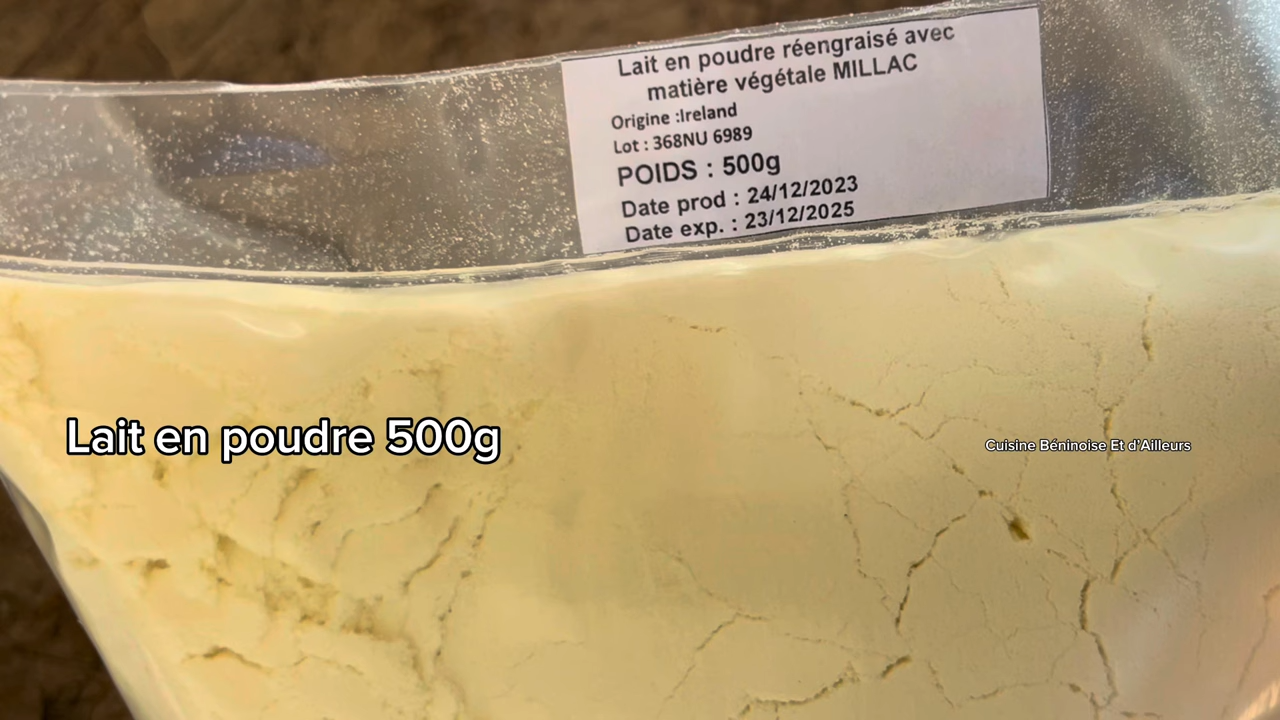 Lait en poudre réengraisé avec
matière végétale MILLAC
Origine :Ireland
Lot : 368NU 6989
POIDS : 500g
Date prod : 24/12/2023
Date exp. : 23/12/2025
Lait en poudre 500g
Cuisine Béninoise Et d'Ailleurs